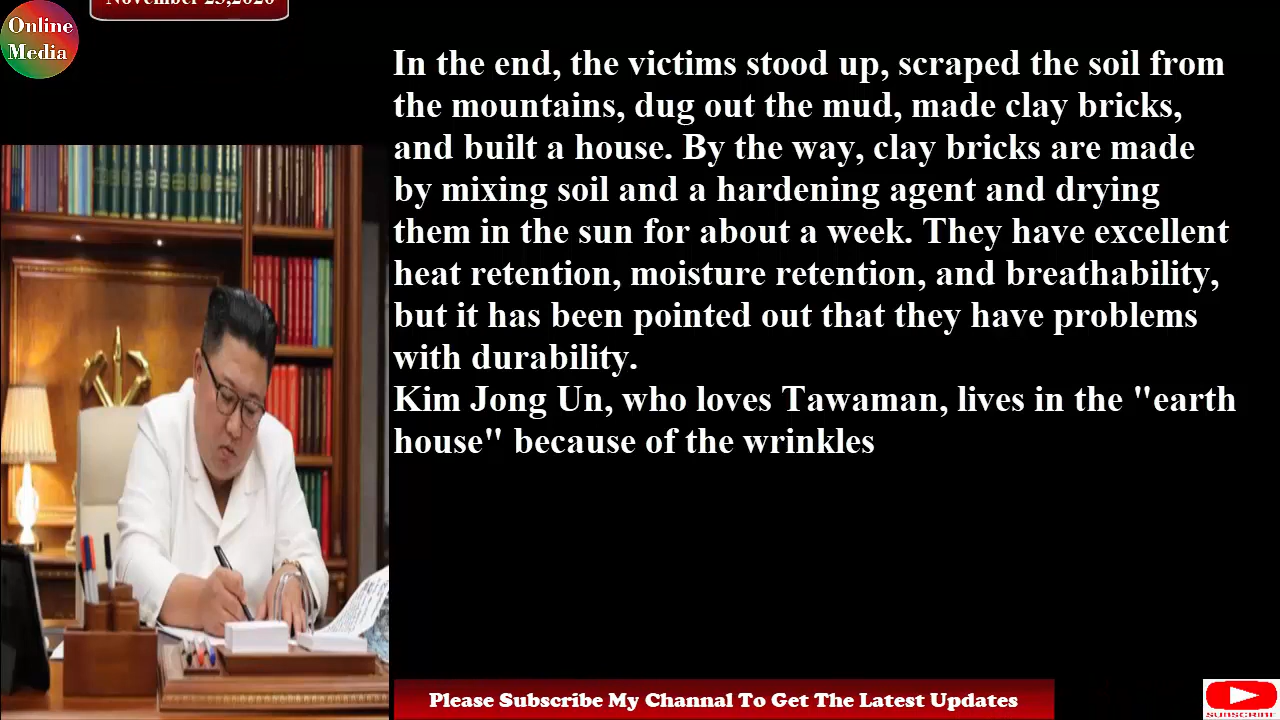 November 23,2020
Online
Media
In the end, the victims stood up, scraped the soil from
the mountains, dug out the mud, made clay bricks,
and built a house. By the way, clay bricks are made
by mixing soil and a hardening agent and drying
them in the sun for about a week. They have excellent
heat retention, moisture retention, and breathability,
but it has been pointed out that they have problems
with durability.
Kim Jong Un, who loves Tawaman, lives in the "earth
house" because of the wrinkles
Please Subscribe My Channal To Get The Latest Updates
SUBSCRIBE